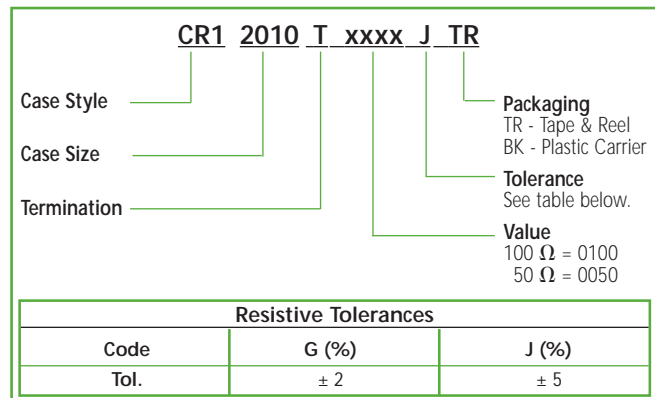 CR1 2010 T xxxx J TR
Case Style
Case Size
Termination
Packaging
TR - Tape & Reel
BK - Plastic Carrier
Tolerance
See table below.
Value
100 Ω = 0100
50 Ω = 0050
Resistive Tolerances
Code G (%) J (%)
Tol. ± 2 ± 5